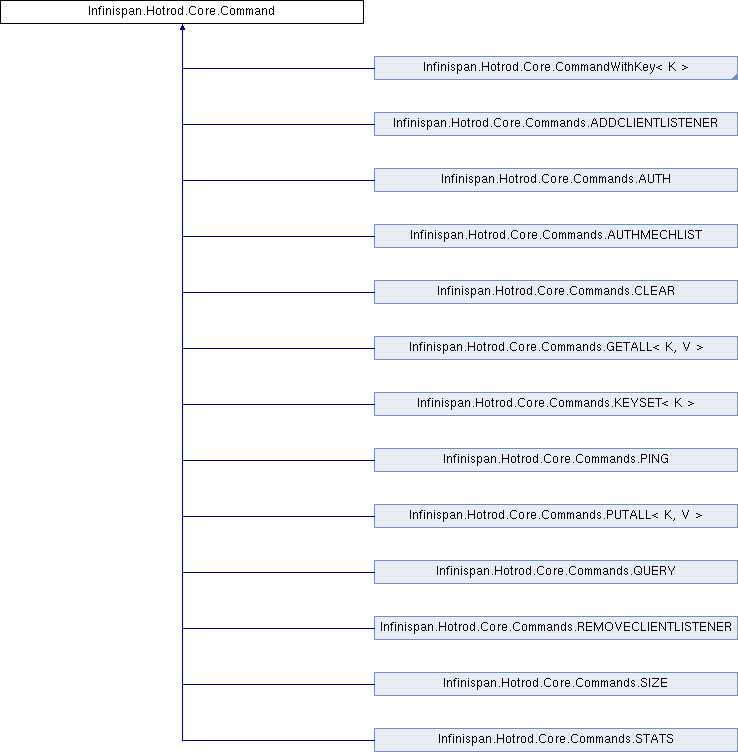 Infinispan.Hotrod.Core.Command
Infinispan.Hotrod.Core.CommandWithKey< K >
Infinispan.Hotrod.Core.Commands.ADDCLIENTLISTENER
Infinispan.Hotrod.Core.Commands.AUTH
Infinispan.Hotrod.Core.Commands.AUTHMECHLIST
Infinispan.Hotrod.Core.Commands.CLEAR
Infinispan.Hotrod.Core.Commands.GETALL< K, V >
Infinispan.Hotrod.Core.Commands.KEYSET< K >
Infinispan.Hotrod.Core.Commands.PING
Infinispan.Hotrod.Core.Commands.PUTALL< K, V >
Infinispan.Hotrod.Core.Commands.QUERY
Infinispan.Hotrod.Core.Commands.REMOVECLIENTLISTENER
Infinispan.Hotrod.Core.Commands.SIZE
Infinispan.Hotrod.Core.Commands.STATS